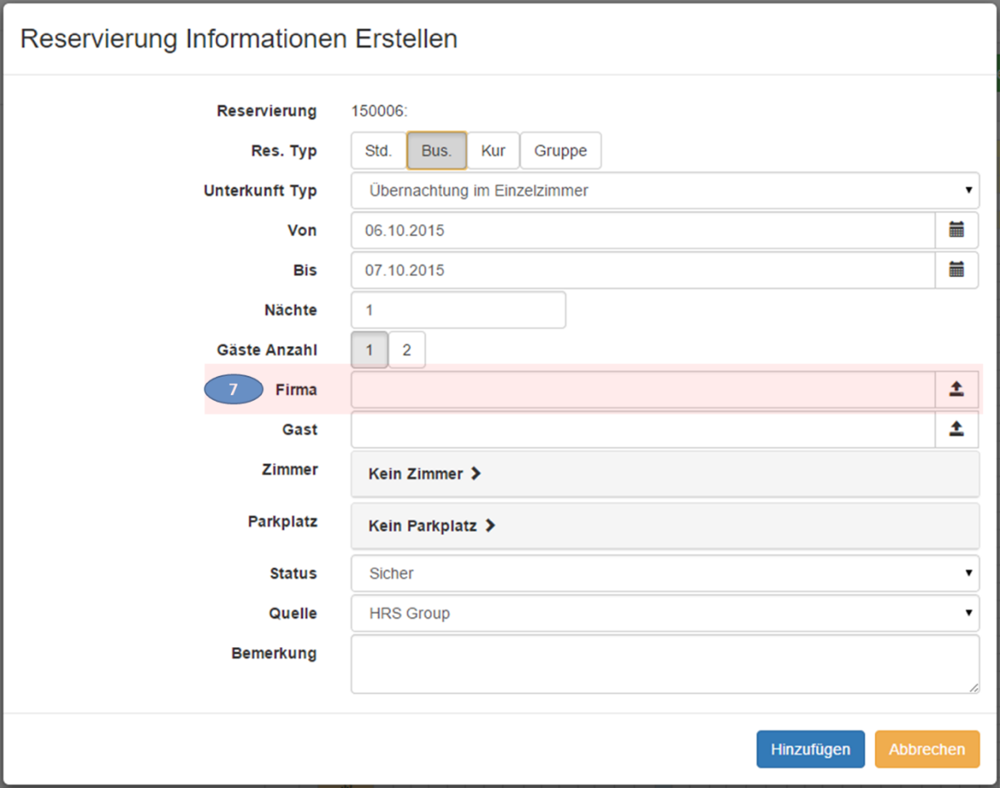 Reservierung Informationen Erstellen
Reservierung 150006:
Res. Typ Std. Bus. Kur Gruppe
Unterkunft Typ Übernachtung im Einzelzimmer
Von 06.10.2015
Bis 07.10.2015
Nächte 1
Gäste Anzahl 1 2
7 Firma
Gast
Zimmer Kein Zimmer
Parkplatz Kein Parkplatz
Status Sicher
Quelle HRS Group
Bemerkung
Hinzufügen Abbrechen